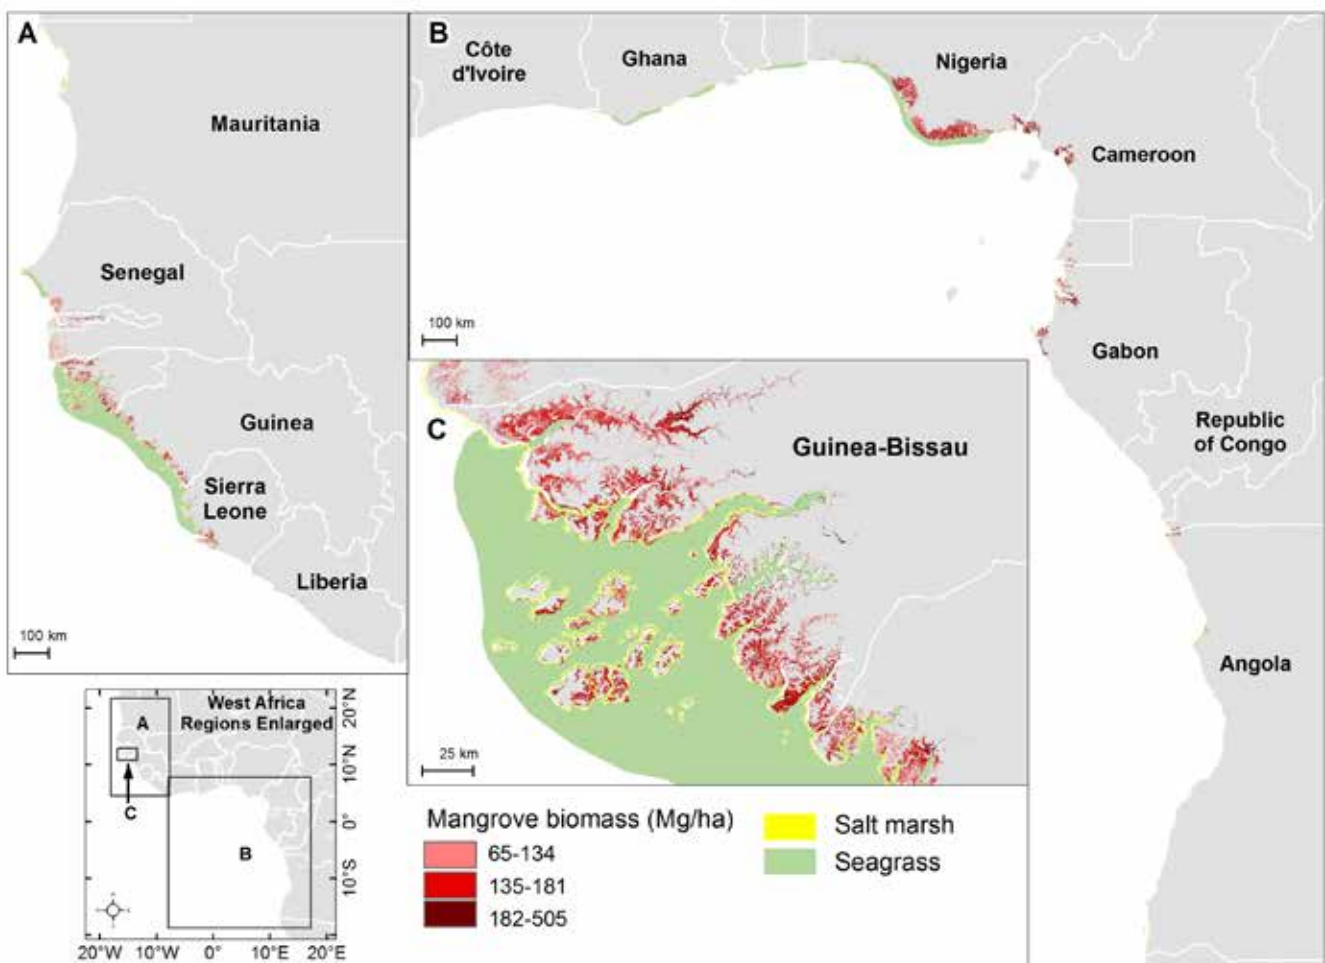 A
Mauritania
Senegal
Guinea
Sierra
Leone
Liberia
100 km
B
Côte
d'Ivoire
Ghana
Nigeria
Cameroon
Gabon
Republic
of Congo
Angola
100 km
C
Guinea-Bissau
25 km
West Africa
Regions Enlarged
A
C
B
20°N
10°N
0°
10°S
20°W
10°W
0°
10°E
20°E
Mangrove biomass (Mg/ha)
65-134
135-181
182-505
Salt marsh
Seagrass